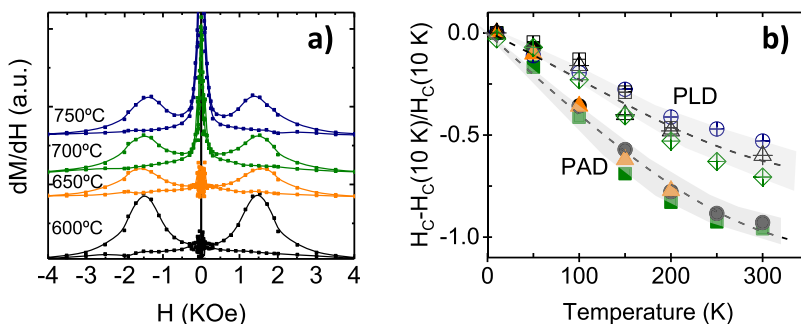 a)
dM/dH (a.u.)
750ºC
700ºC
650ºC
600ºC
-4 -3 -2 -1 0 1 2 3 4
H (KOe)
b)
H_C-H_C(10 K)/H_C(10 K)
0.0
-0.5
-1.0
PLD
PAD
0 100 200 300
Temperature (K)